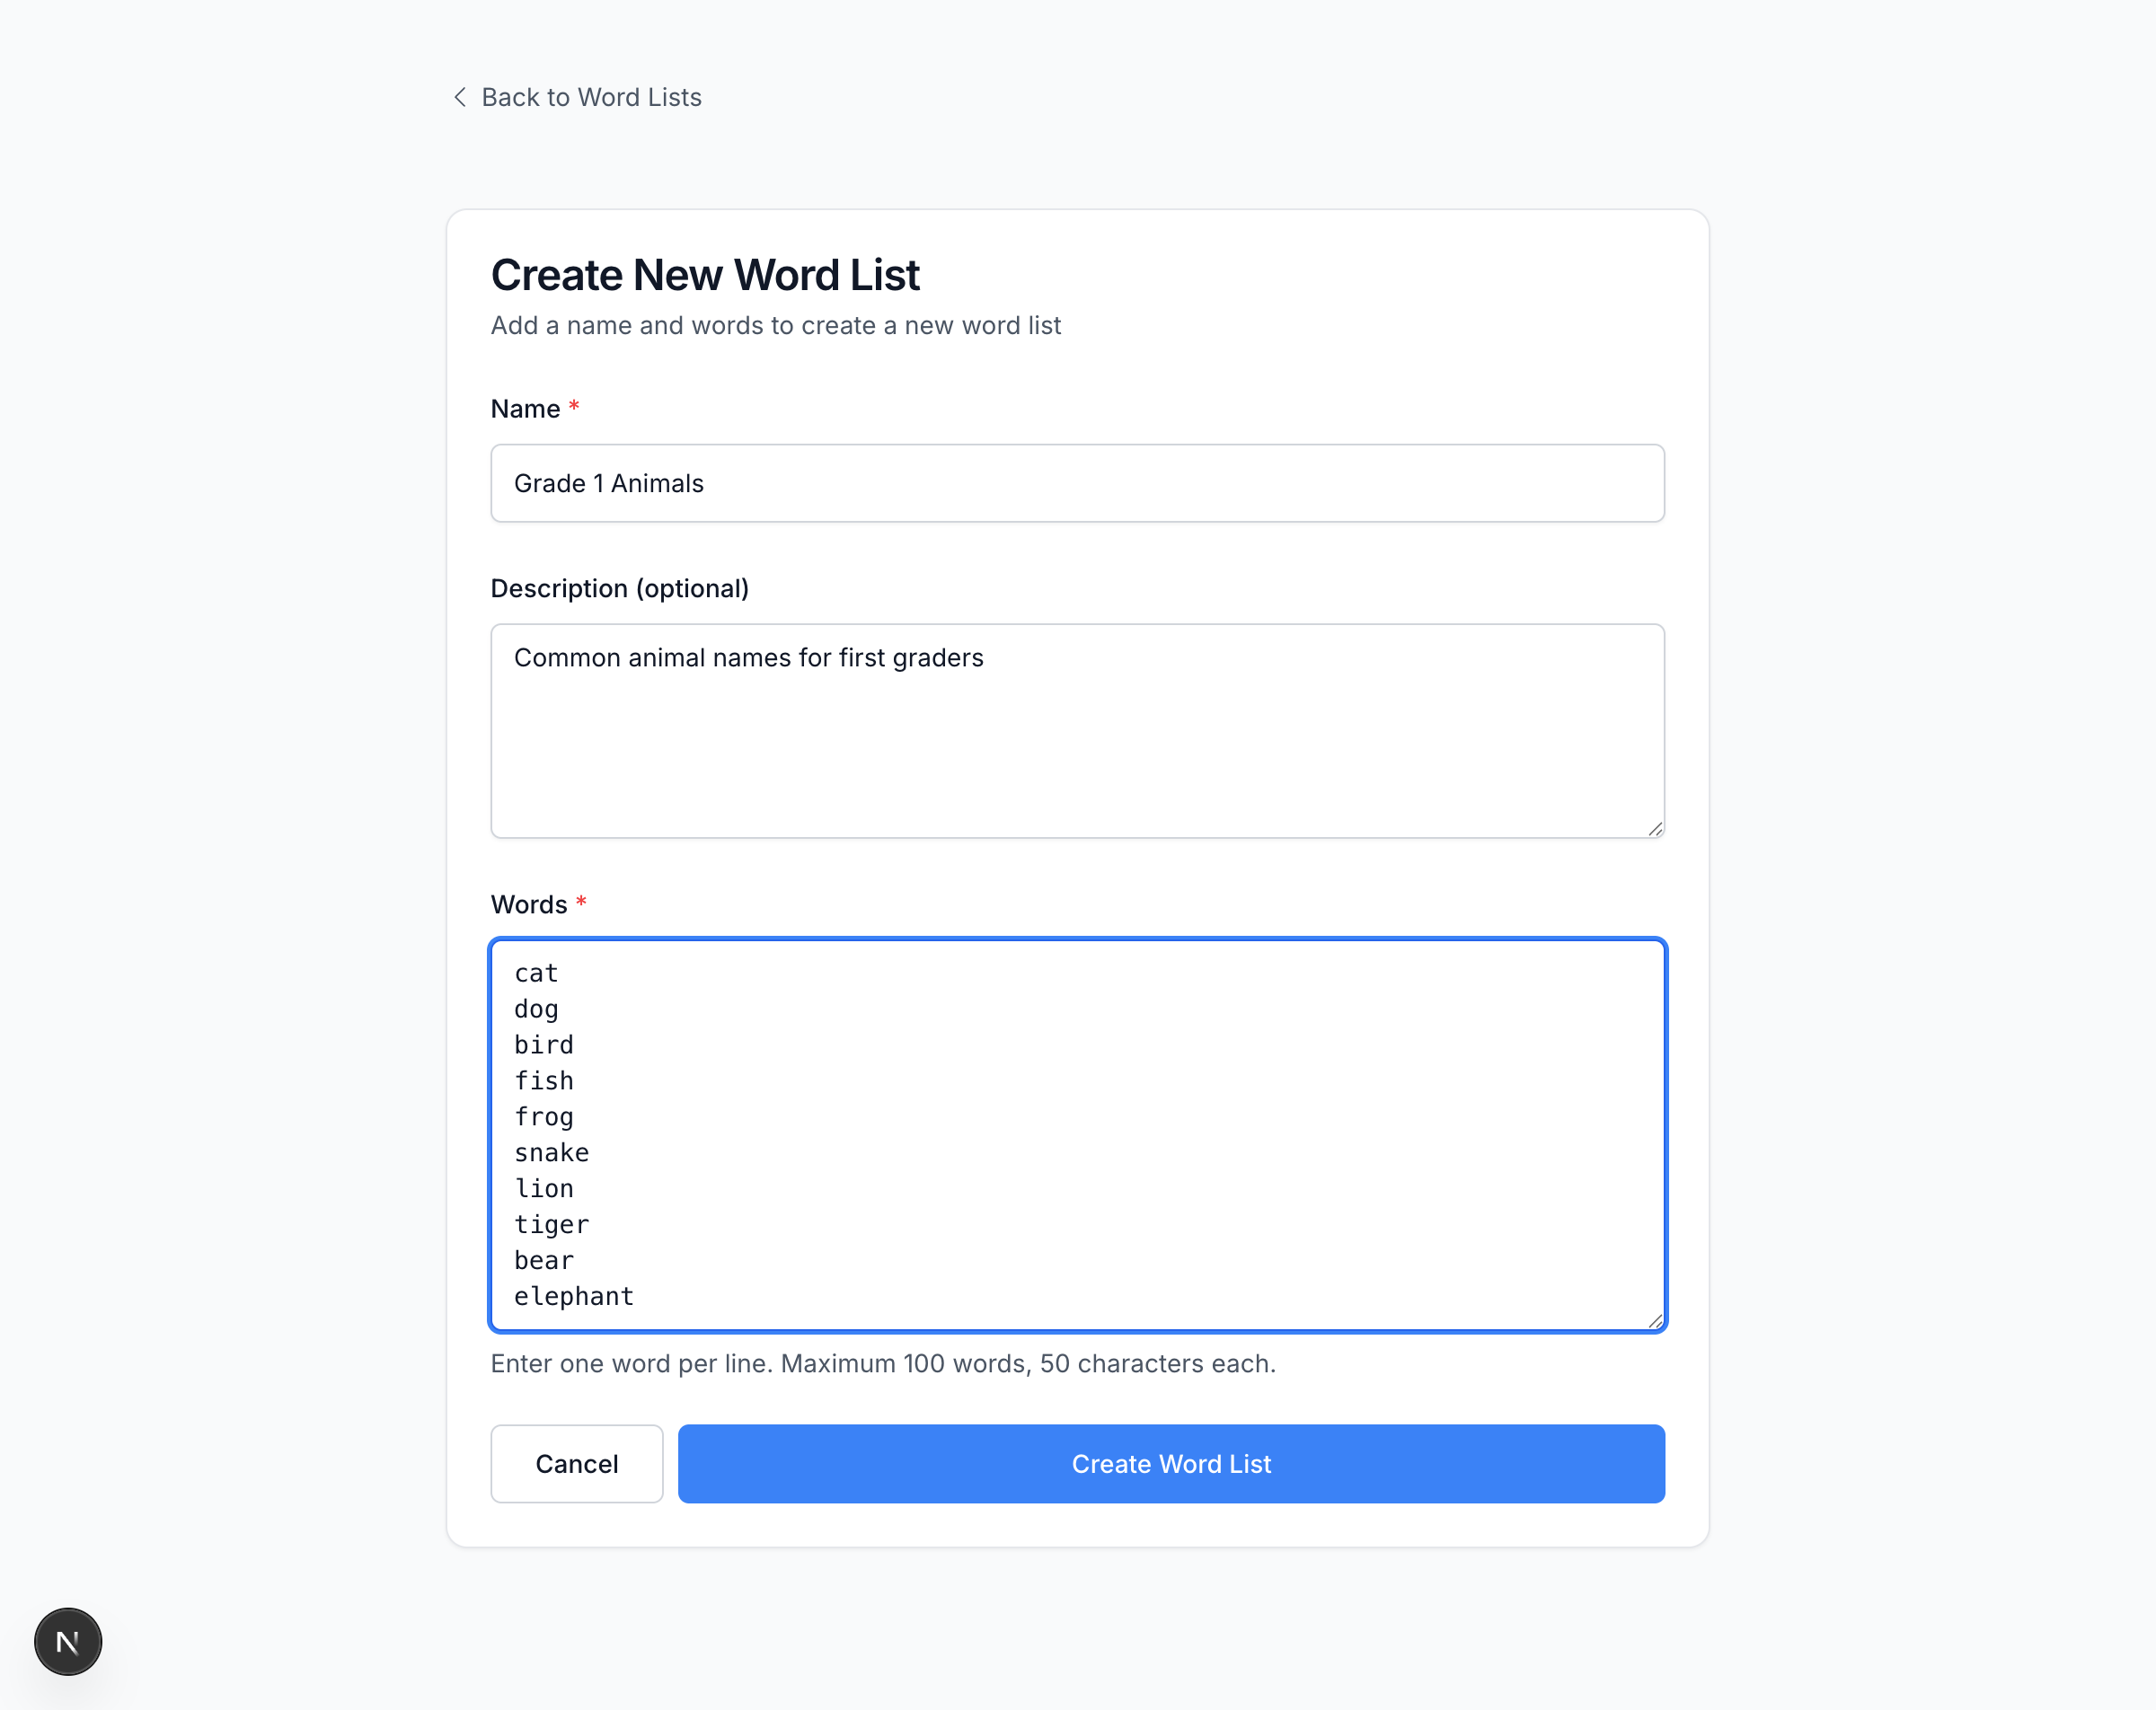 Back to Word Lists
Create New Word List
Add a name and words to create a new word list
Name *
Grade 1 Animals
Description (optional)
Common animal names for first graders
Words *
cat
dog
bird
fish
frog
snake
lion
tiger
bear
elephant
Enter one word per line. Maximum 100 words, 50 characters each.
Cancel
Create Word List
N